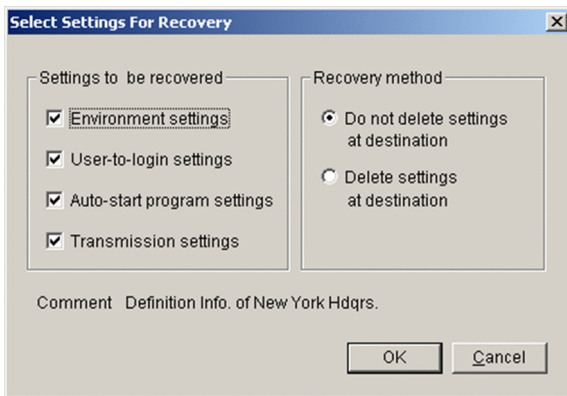 Select Settings For Recovery
Settings to be recovered
Environment settings
User-to-login settings
Auto-start program settings
Transmission settings
Recovery method
Do not delete settings
at destination
Delete settings
at destination
Comment Definition Info. of New York Hdqrs.
OK Cancel